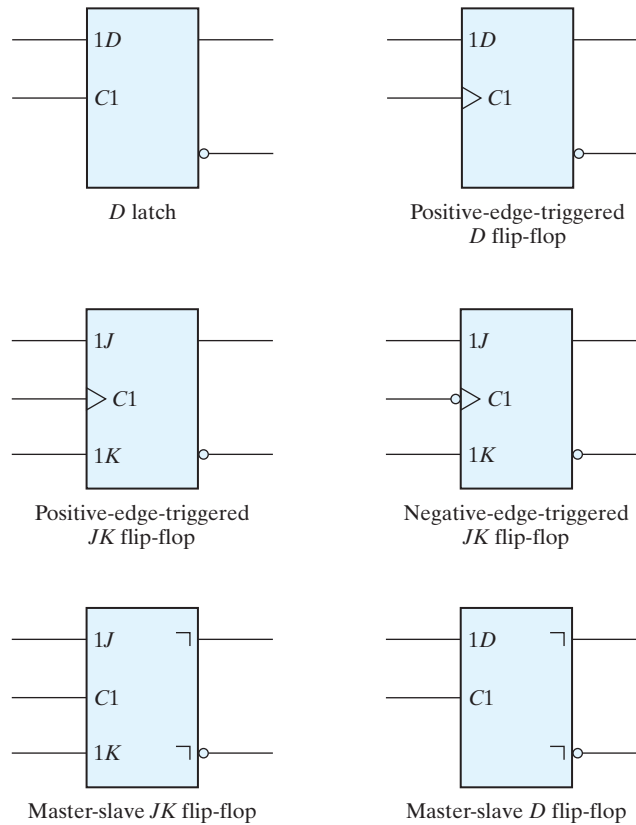 1D
C1
D latch
1D
C1
Positive-edge-triggered
D flip-flop
1J
C1
1K
Positive-edge-triggered
JK flip-flop
1J
C1
1K
Negative-edge-triggered
JK flip-flop
1J
C1
1K
Master-slave JK flip-flop
1D
C1
Master-slave D flip-flop